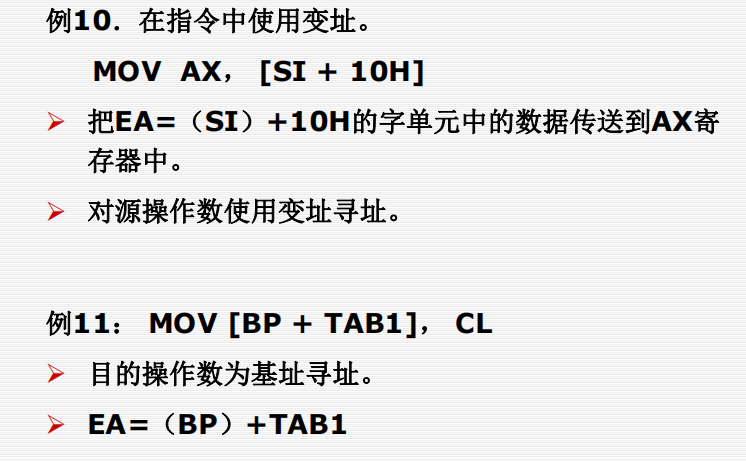 例10．在指令中使用变址。
MOV AX， [SI + 10H]
把EA=（SI）+10H的字单元中的数据传送到AX寄
存器中。
对源操作数使用变址寻址。
例11： MOV [BP + TAB1]， CL
目的操作数为基址寻址。
EA=（BP）+TAB1